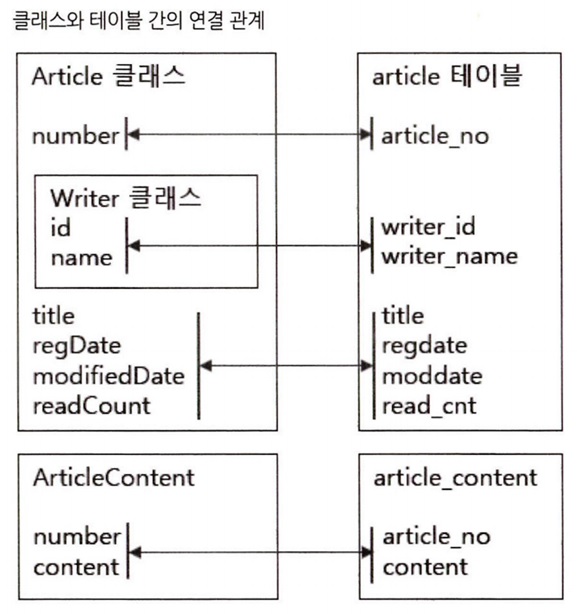 클래스와 테이블 간의 연결 관계
Article 클래스
number
Writer 클래스
id
name
title
regDate
modifiedDate
readCount
article 테이블
article_no
writer_id
writer_name
title
regdate
moddate
read_cnt
ArticleContent
number
content
article_content
article_no
content